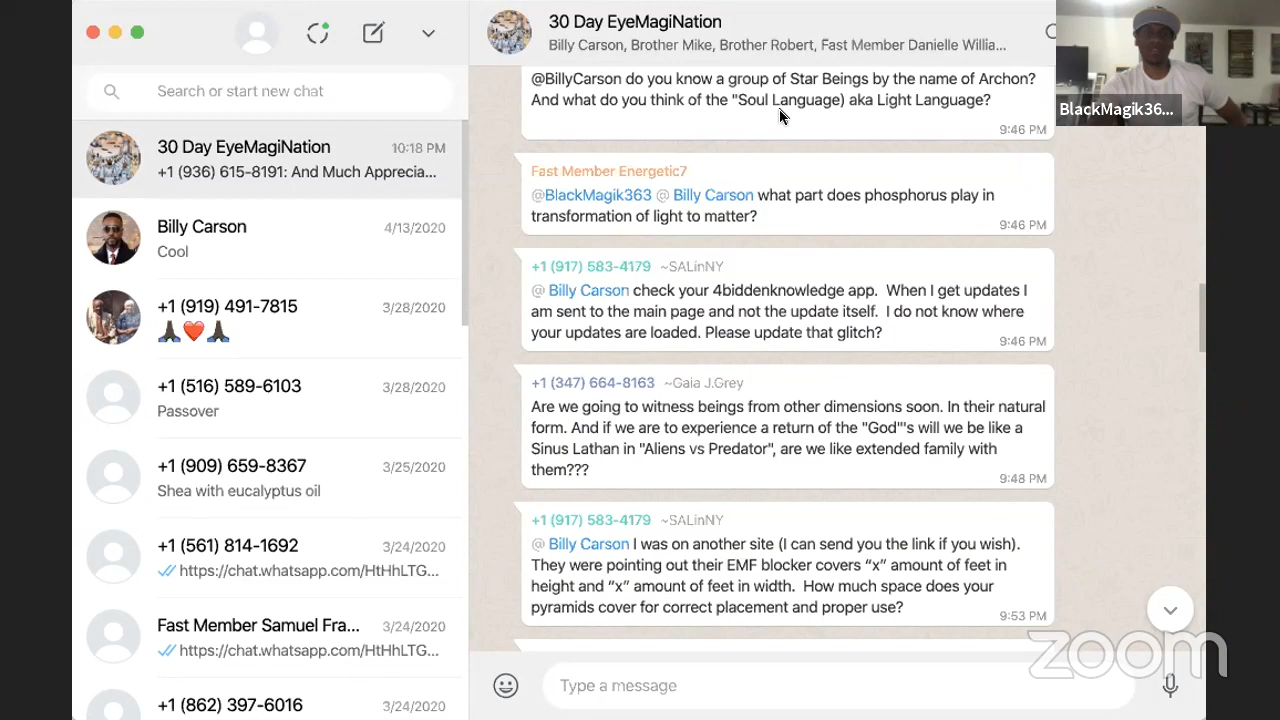 Search or start new chat
30 Day EyeMagiNation
10:18 PM
+1 (936) 615-8191: And Much Apprecia...
Billy Carson
4/13/2020
Cool
+1 (919) 491-7815
3/28/2020
🙏🏿❤️🙏🏿
+1 (516) 589-6103
3/28/2020
Passover
+1 (909) 659-8367
3/25/2020
Shea with eucalyptus oil
+1 (561) 814-1692
3/24/2020
https://chat.whatsapp.com/HtHhLTG...
Fast Member Samuel Fra...
3/24/2020
https://chat.whatsapp.com/HtHhLTG...
+1 (862) 397-6016
3/24/2020
30 Day EyeMagiNation
Billy Carson, Brother Mike, Brother Robert, Fast Member Danielle Willia...
@BillyCarson do you know a group of Star Beings by the name of Archon?
And what do you think of the "Soul Language) aka Light Language?
9:46 PM
Fast Member Energetic7
@BlackMagik363 @ Billy Carson what part does phosphorus play in
transformation of light to matter?
9:46 PM
+1 (917) 583-4179 ~SALinNY
@ Billy Carson check your 4biddenknowledge app.  When I get updates I
am sent to the main page and not the update itself.  I do not know where
your updates are loaded. Please update that glitch?
9:46 PM
+1 (347) 664-8163 ~Gaia J.Grey
Are we going to witness beings from other dimensions soon. In their natural
form. And if we are to experience a return of the "God"'s will we be like a
Sinus Lathan in "Aliens vs Predator", are we like extended family with
them???
9:48 PM
+1 (917) 583-4179 ~SALinNY
@ Billy Carson I was on another site (I can send you the link if you wish).
They were pointing out their EMF blocker covers “x” amount of feet in
height and “x” amount of feet in width.  How much space does your
pyramids cover for correct placement and proper use?
9:53 PM
Type a message
BlackMagik36...
zoom